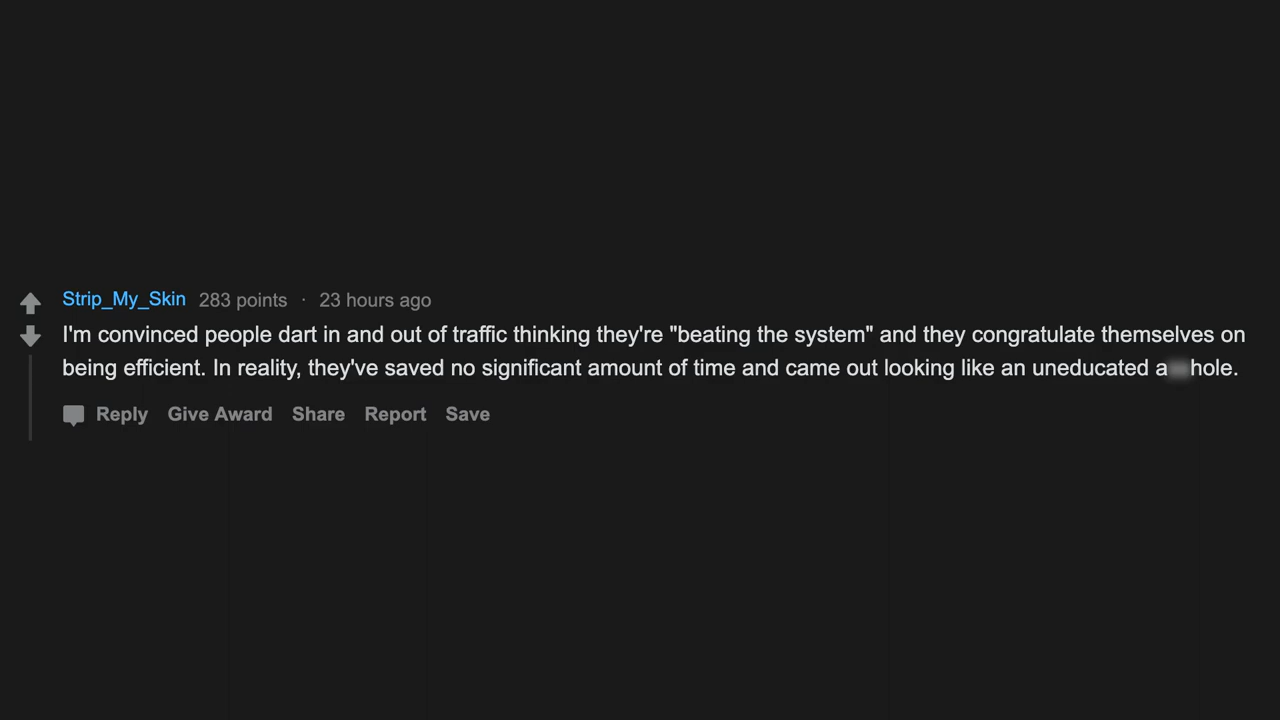 Strip_My_Skin 283 points · 23 hours ago
I'm convinced people dart in and out of traffic thinking they're "beating the system" and they congratulate themselves on
being efficient. In reality, they've saved no significant amount of time and came out looking like an uneducated a hole.
Reply Give Award Share Report Save